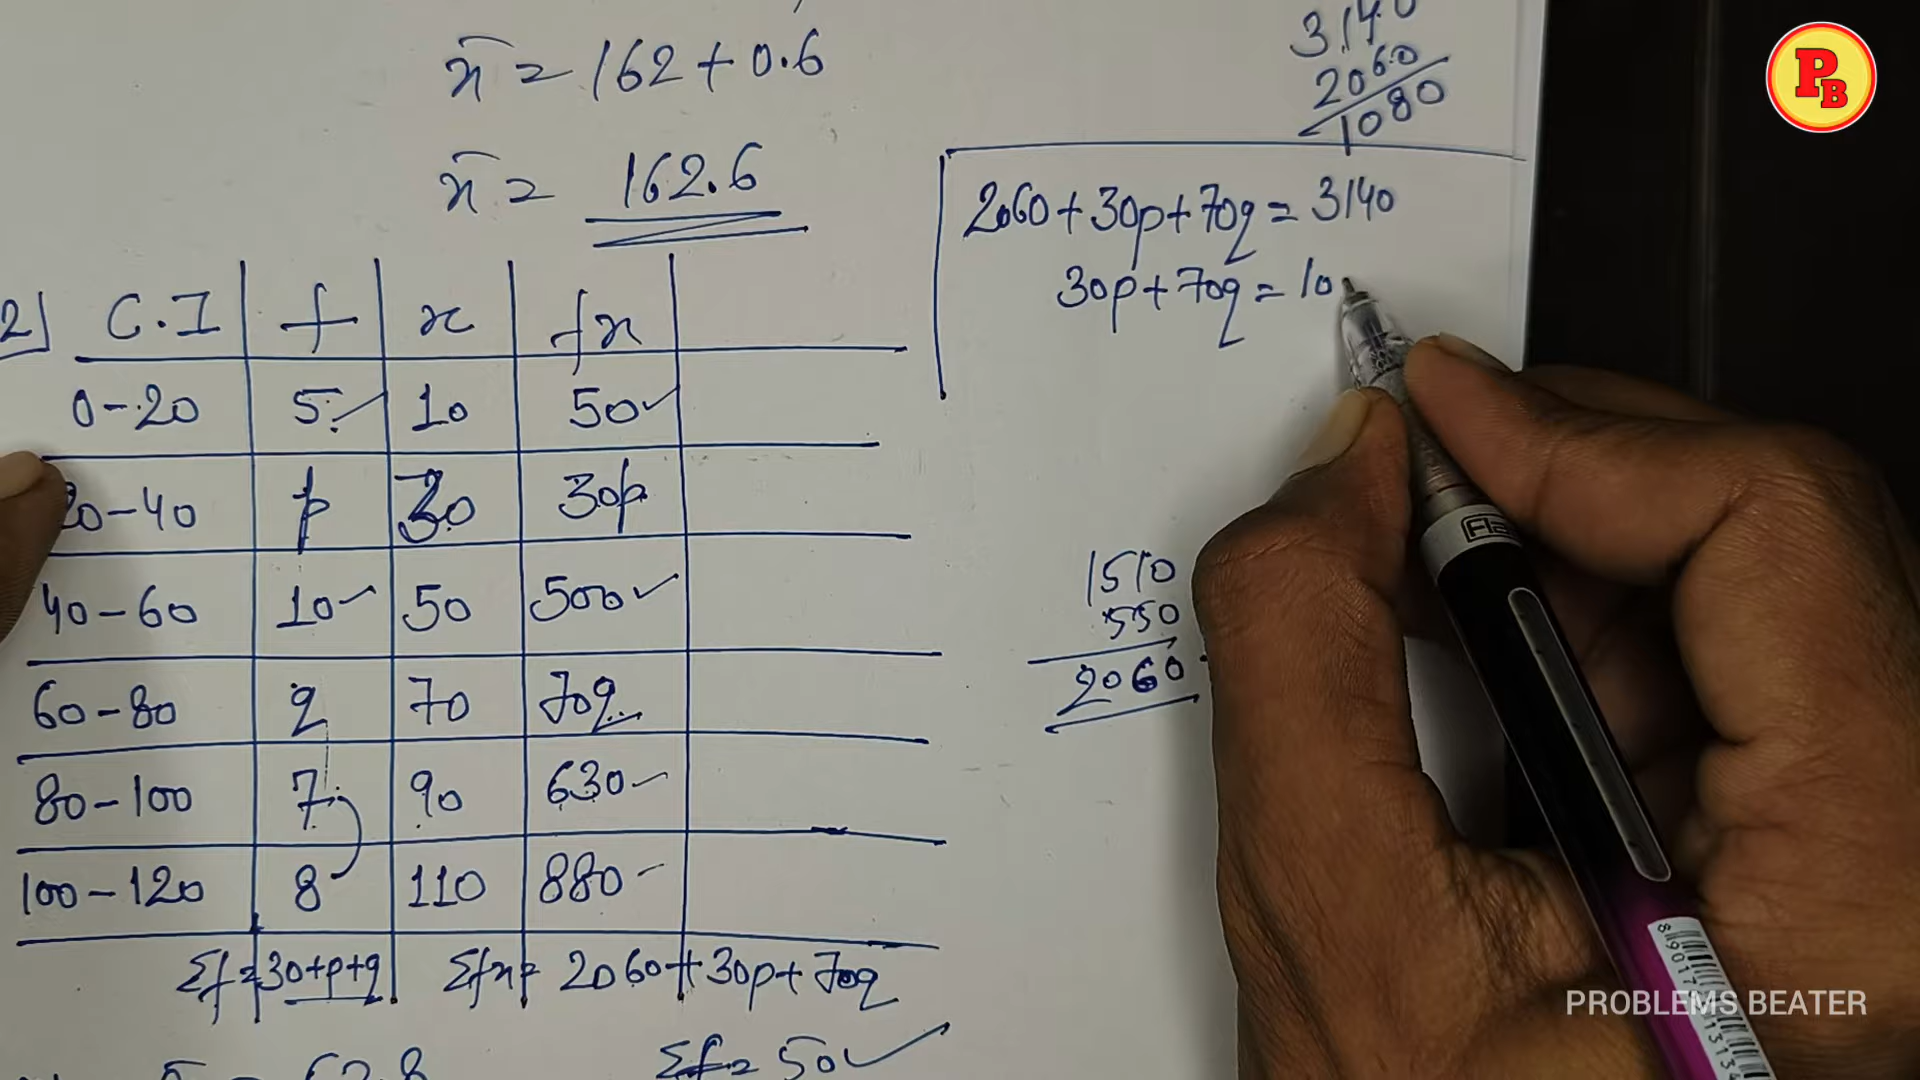 x̄ = 162 + 0.6
x̄ = 162.6
3140
2060
1080
PB
2060 + 30p + 70q = 3140
30p + 70q = 10
2] C.I f x fx
0-20 5 10 50
20-40 p 30 30p
40-60 10 50 500
60-80 q 70 70q
80-100 7 90 630
100-120 8 110 880
Σf = 30+p+q Σfx = 2060 + 30p + 70q
Σf = 50
1510
550
2060
PROBLEMS BEATER